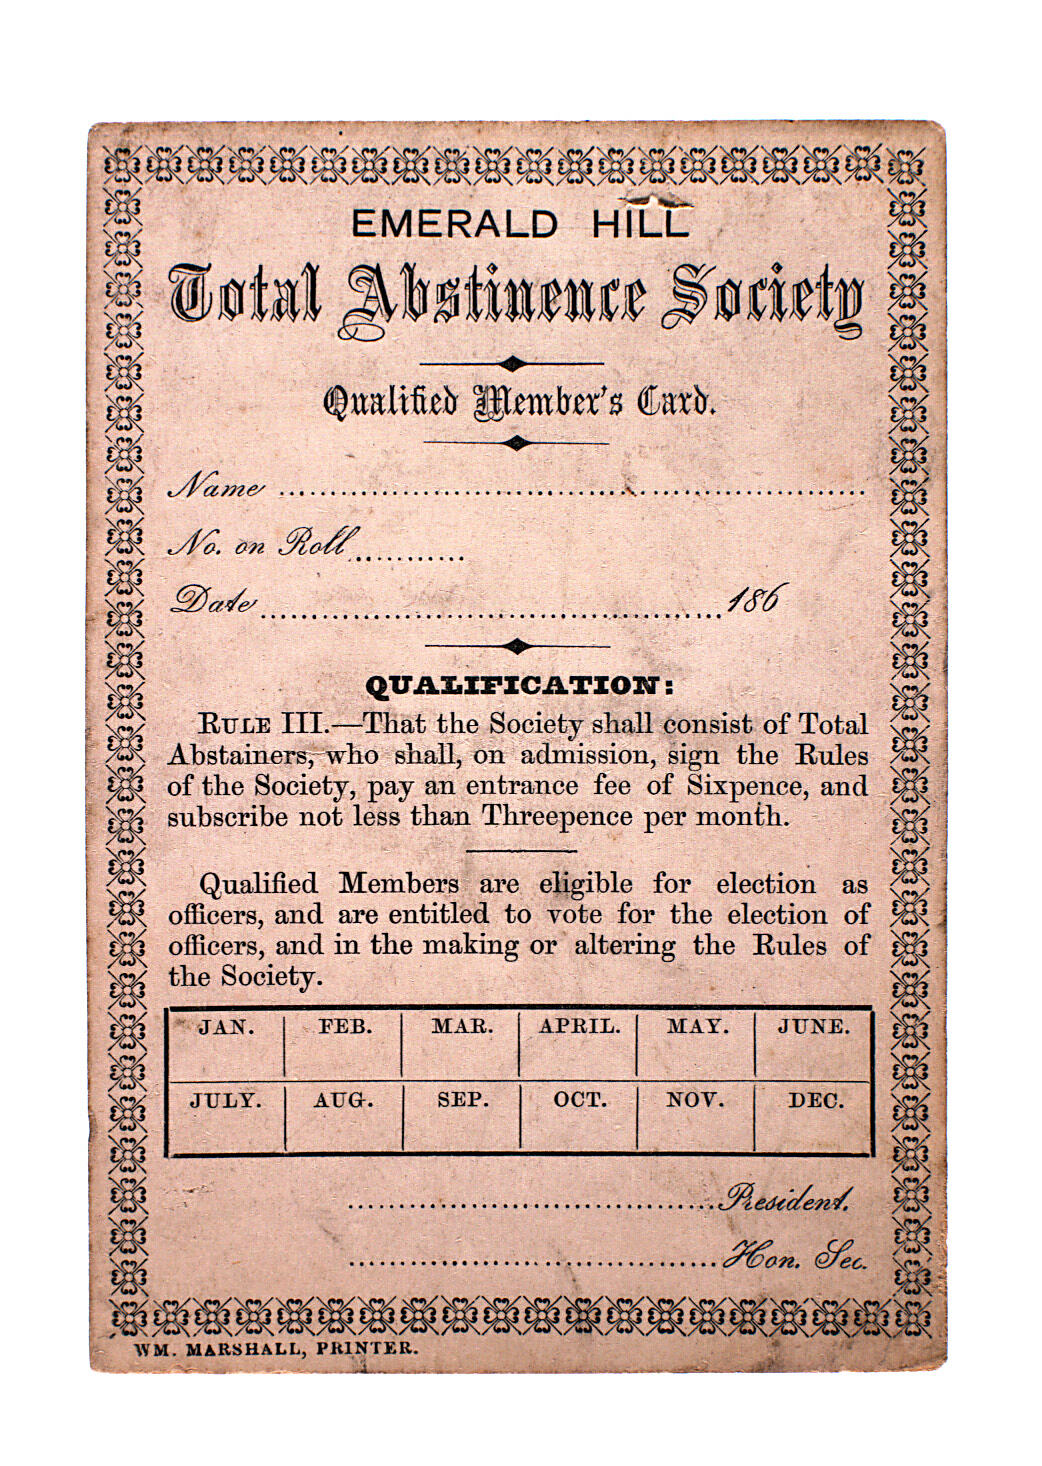 EMERALD HILL
Total Abstinence Society
Qualified Member's Card.
Name ........................................................
No. on Roll...........
Date ..........................................186
QUALIFICATION:
RULE III.—That the Society shall consist of Total
Abstainers, who shall, on admission, sign the Rules
of the Society, pay an entrance fee of Sixpence, and
subscribe not less than Threepence per month.
Qualified Members are eligible for election as
officers, and are entitled to vote for the election of
officers, and in the making or altering the Rules of
the Society.
JAN. FEB. MAR. APRIL. MAY. JUNE.
JULY. AUG. SEP. OCT. NOV. DEC.
..................................President.
..................................Hon. Sec.
WM. MARSHALL, PRINTER.